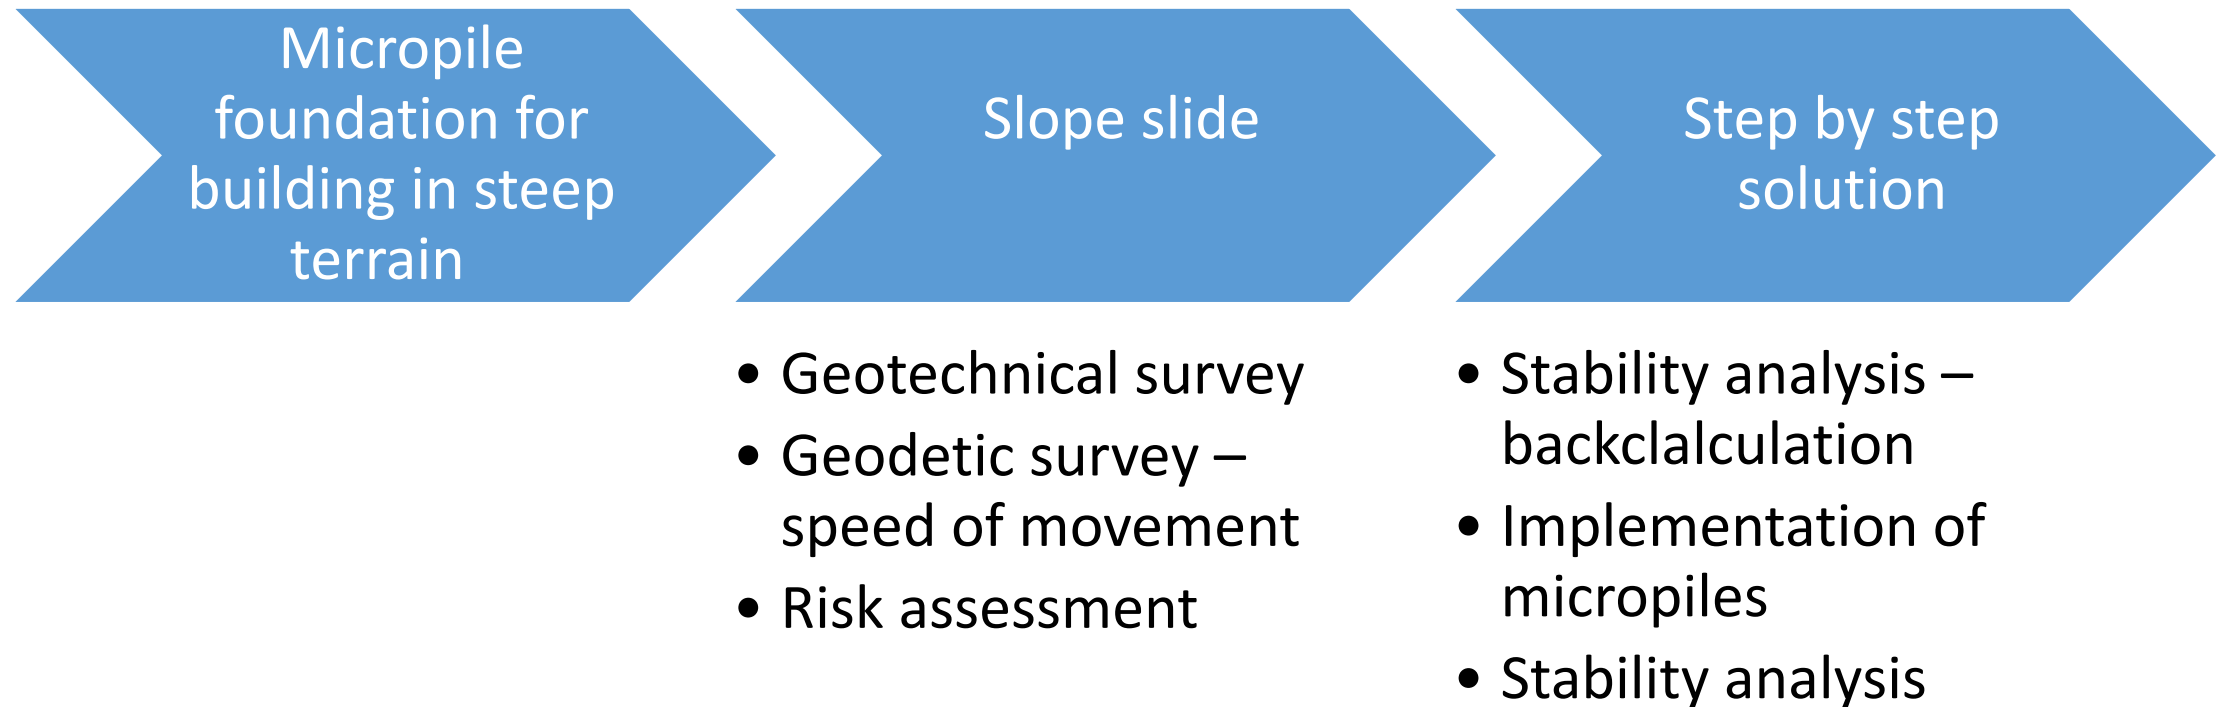 Micropile
foundation for
building in steep
terrain
Slope slide
• Geotechnical survey
• Geodetic survey –
speed of movement
• Risk assessment
Step by step
solution
• Stability analysis –
backclalculation
• Implementation of
micropiles
• Stability analysis